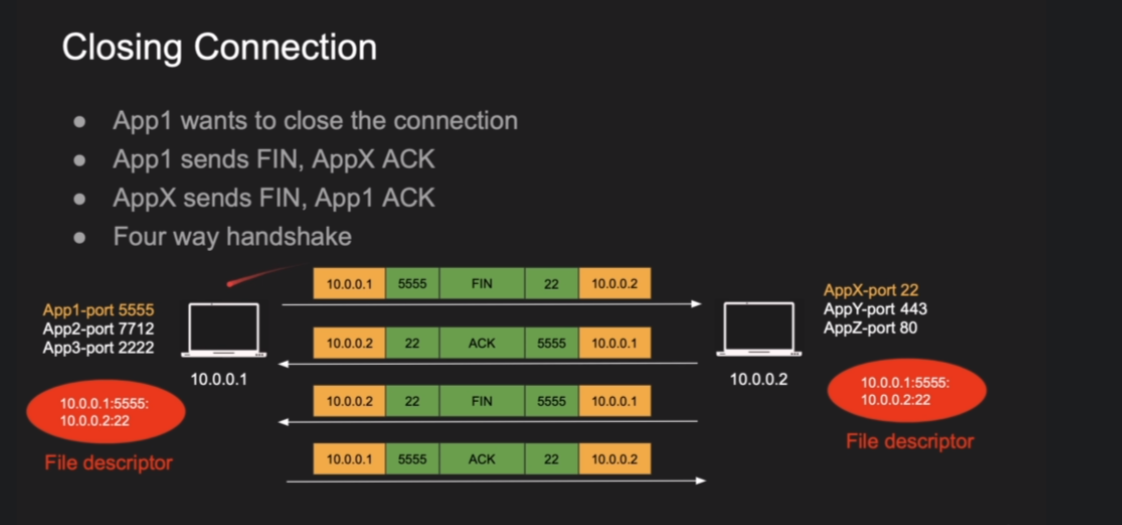 Closing Connection
● App1 wants to close the connection
● App1 sends FIN, AppX ACK
● AppX sends FIN, App1 ACK
● Four way handshake
10.0.0.1 5555 FIN 22 10.0.0.2
10.0.0.2 22 ACK 5555 10.0.0.1
10.0.0.2 22 FIN 5555 10.0.0.1
10.0.0.1 5555 ACK 22 10.0.0.2
App1-port 5555
App2-port 7712
App3-port 2222
10.0.0.1
10.0.0.1:5555:
10.0.0.2:22
File descriptor
AppX-port 22
AppY-port 443
AppZ-port 80
10.0.0.2
10.0.0.1:5555:
10.0.0.2:22
File descriptor